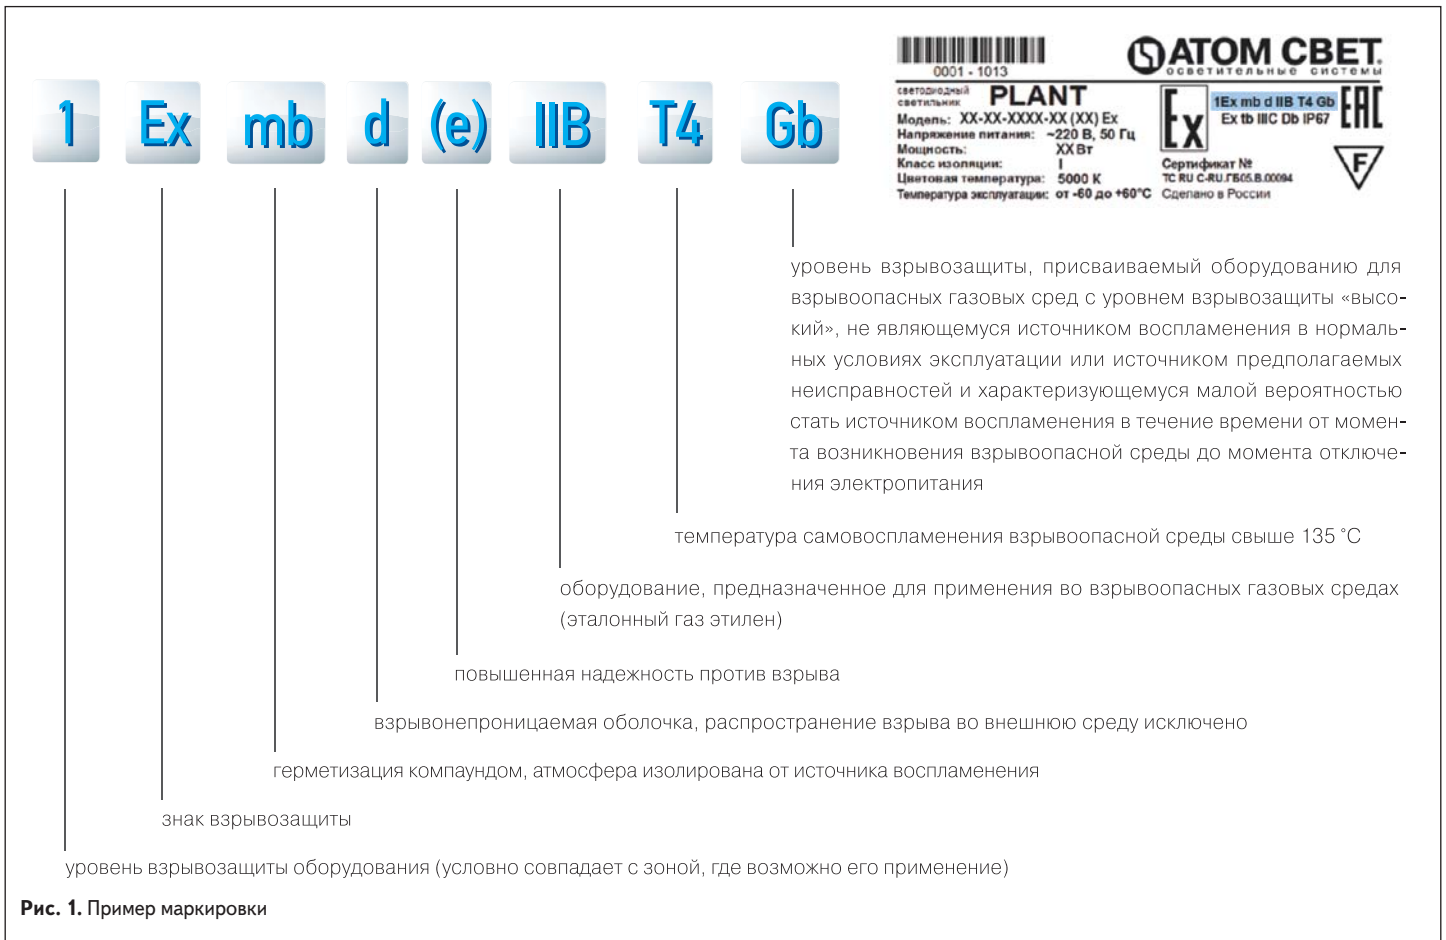 1 Ex mb d (e) IIB T4 Gb
0001 - 1013
АТОМ СВЕТ.
ОСВЕТИТЕЛЬНЫЕ СИСТЕМЫ
светодиодный
светильник PLANT
Модель: XX-XX-XXXX-XX (XX) Ex
Напряжение питания: ~220 В, 50 Гц
Мощность: XX Вт
Класс изоляции: I
Цветовая температура: 5000 К
Температура эксплуатации: от -60 до +60°С
Ex
1Ex mb d IIB T4 Gb
Ex tb IIIC Db IP67
EAC
Сертификат №
TC RU C-RU.ГБ05.В.00094
Сделано в России
F
уровень взрывозащиты, присваиваемый оборудованию для
взрывоопасных газовых сред с уровнем взрывозащиты «высо-
кий», не являющемуся источником воспламенения в нормаль-
ных условиях эксплуатации или источником предполагаемых
неисправностей и характеризующемуся малой вероятностью
стать источником воспламенения в течение времени от момен-
та возникновения взрывоопасной среды до момента отключе-
ния электропитания
температура самовоспламенения взрывоопасной среды свыше 135 °С
оборудование, предназначенное для применения во взрывоопасных газовых средах
(эталонный газ этилен)
повышенная надежность против взрыва
взрывонепроницаемая оболочка, распространение взрыва во внешнюю среду исключено
герметизация компаундом, атмосфера изолирована от источника воспламенения
знак взрывозащиты
уровень взрывозащиты оборудования (условно совпадает с зоной, где возможно его применение)
Рис. 1. Пример маркировки